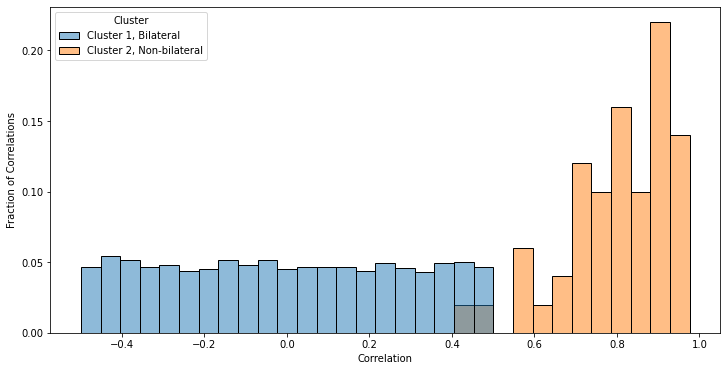 Cluster
Cluster 1, Bilateral
Cluster 2, Non-bilateral
Fraction of Correlations
0.20
0.15
0.10
0.05
0.00
−0.4
−0.2
0.0
0.2
0.4
0.6
0.8
1.0
Correlation